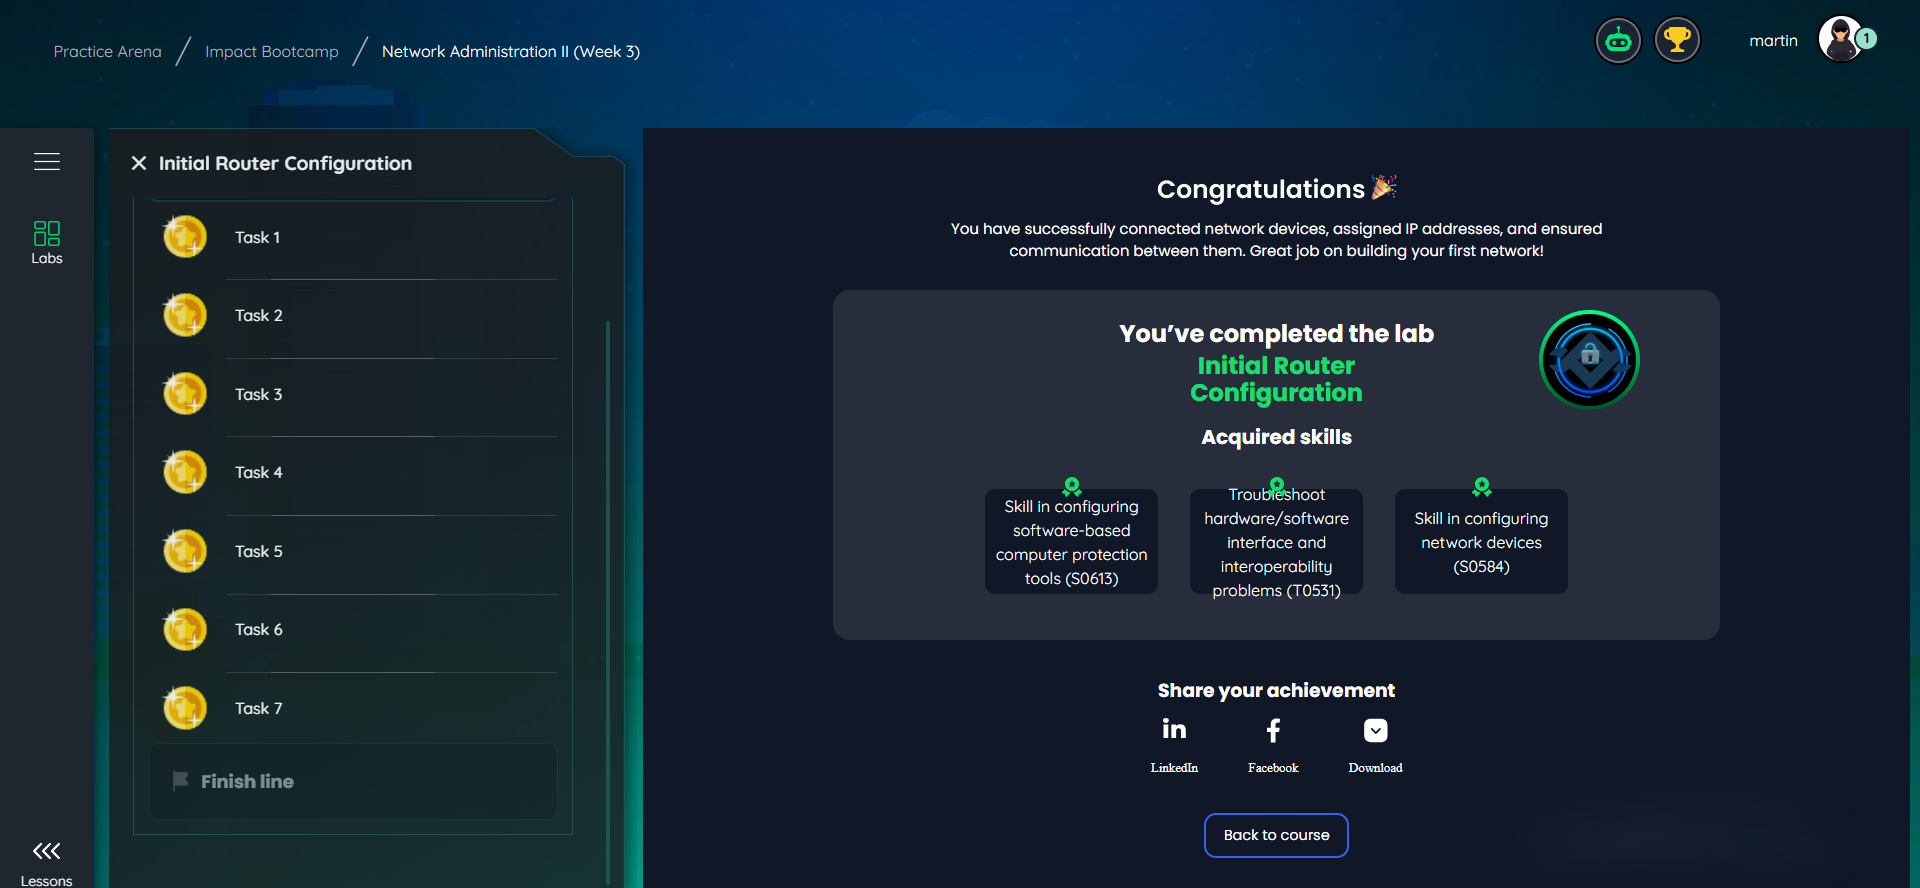 Practice Arena / Impact Bootcamp / Network Administration II (Week 3)
martin
1
Labs
Lessons
Initial Router Configuration
Task 1
Task 2
Task 3
Task 4
Task 5
Task 6
Task 7
Finish line
Congratulations
You have successfully connected network devices, assigned IP addresses, and ensured
communication between them. Great job on building your first network!
You've completed the lab
Initial Router
Configuration
Acquired skills
Skill in configuring
software-based
computer protection
tools (S0613)
Troubleshoot
hardware/software
interface and
interoperability
problems (T0531)
Skill in configuring
network devices
(S0584)
Share your achievement
LinkedIn
Facebook
Download
Back to course